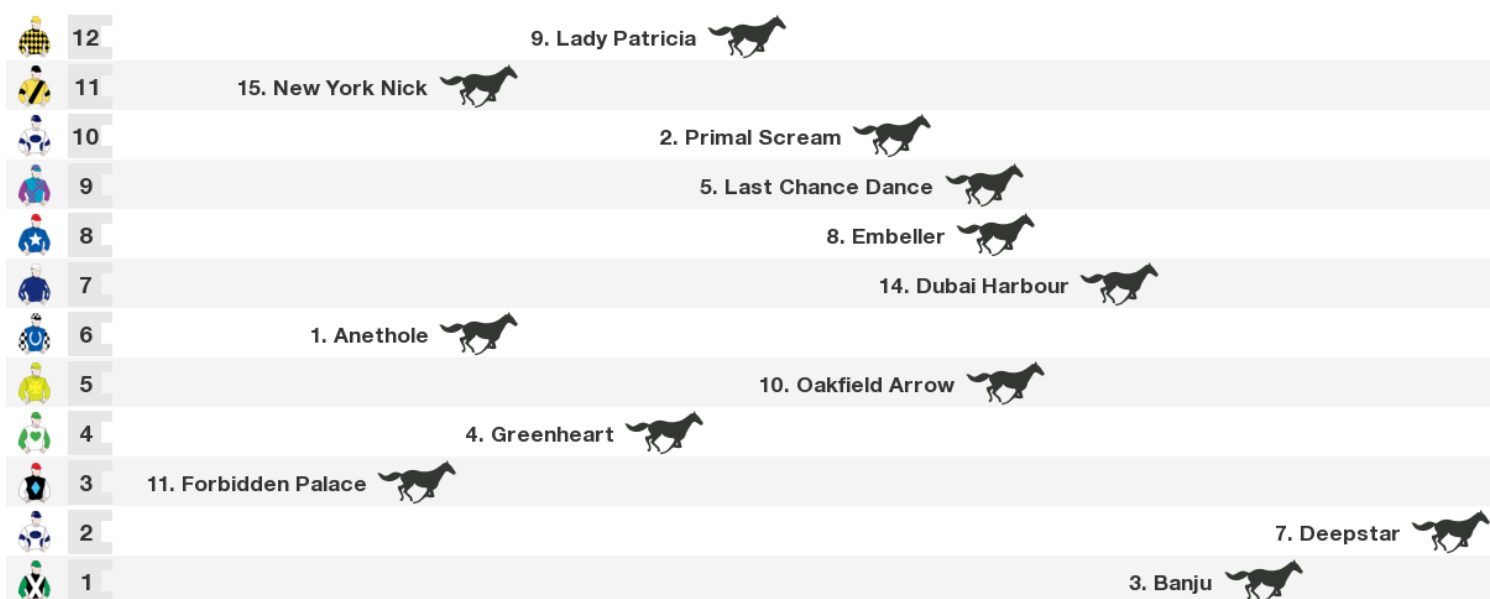 12 9. Lady Patricia
11 15. New York Nick
10 2. Primal Scream
9 5. Last Chance Dance
8 8. Embeller
7 14. Dubai Harbour
6 1. Anethole
5 10. Oakfield Arrow
4 4. Greenheart
3 11. Forbidden Palace
2 7. Deepstar
1 3. Banju